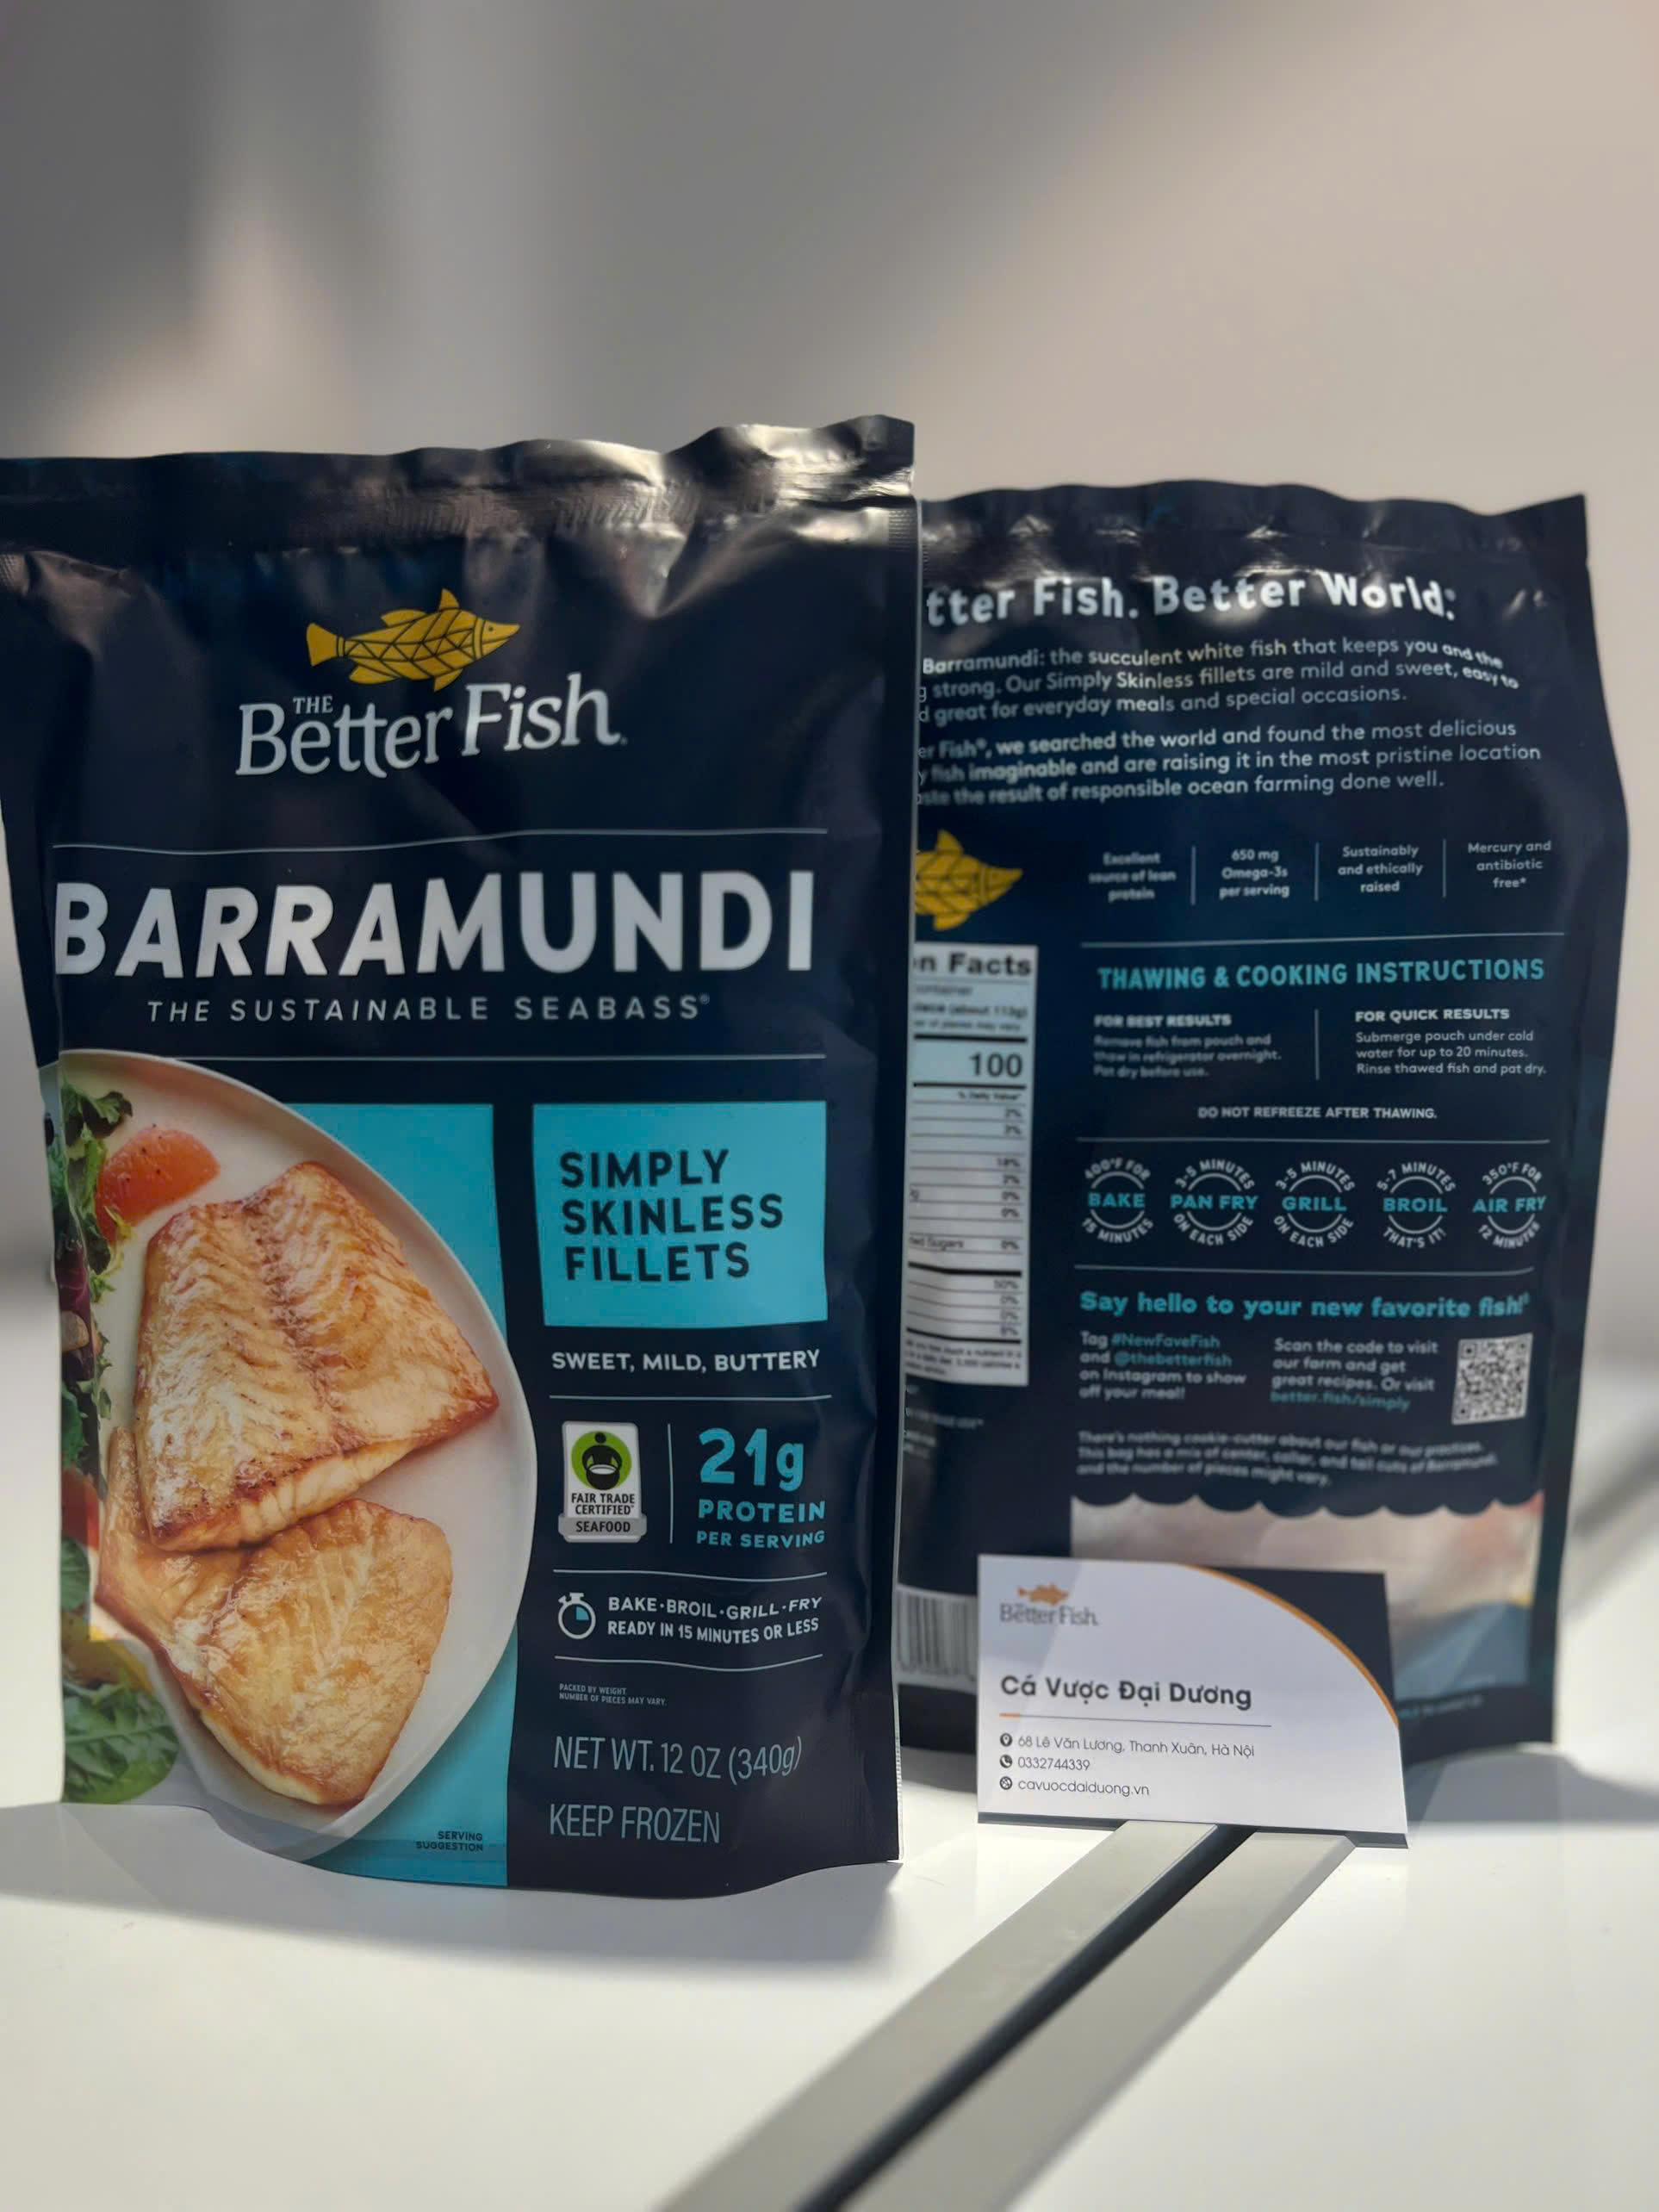 THE
Better Fish
BARRAMUNDI
THE SUSTAINABLE SEABASS®
SIMPLY
SKINLESS
FILLETS
SWEET, MILD, BUTTERY
FAIR TRADE
CERTIFIED
SEAFOOD
21g
PROTEIN
PER SERVING
BAKE·BROIL·GRILL·FRY
READY IN 15 MINUTES OR LESS
PACKED BY WEIGHT.
NUMBER OF PIECES MAY VARY.
NET WT. 12 OZ (340g)
KEEP FROZEN
SERVING
SUGGESTION
tter Fish. Better World.
Barramundi: the succulent white fish that keeps you and the
g strong. Our Simply Skinless fillets are mild and sweet, easy to
d great for everyday meals and special occasions.
er Fish®, we searched the world and found the most delicious
y fish imaginable and are raising it in the most pristine location
the result of responsible ocean farming done well.
Excellent
source of lean
protein
650 mg
Omega-3s
per serving
Sustainably
and ethically
raised
Mercury and
antibiotic
free*
n Facts
100
% Daily Value*
THAWING & COOKING INSTRUCTIONS
FOR BEST RESULTS
Remove fish from pouch and
thaw in refrigerator overnight.
Pat dry before use.
FOR QUICK RESULTS
Submerge pouch under cold
water for up to 20 minutes.
Rinse thawed fish and pat dry.
DO NOT REFREEZE AFTER THAWING.
400°F FOR
BAKE
15 MINUTES
3-5 MINUTES
PAN FRY
ON EACH SIDE
3-5 MINUTES
GRILL
ON EACH SIDE
5-7 MINUTES
BROIL
THAT'S IT!
350°F FOR
AIR FRY
12 MINUTES
Say hello to your new favorite fish!
Tag #NewFaveFish
and @thebetterfish
on Instagram to show
off your meal!
Scan the code to visit
our farm and get
great recipes. Or visit
better.fish/simply
There's nothing cookie-cutter about our fish or our practices.
This bag has a mix of center, collar, and tail cuts of Barramundi,
and the number of pieces might vary.
Better Fish
Cá Vược Đại Dương
68 Lê Văn Lương, Thanh Xuân, Hà Nội
0332744339
cavuocdaiduong.vn